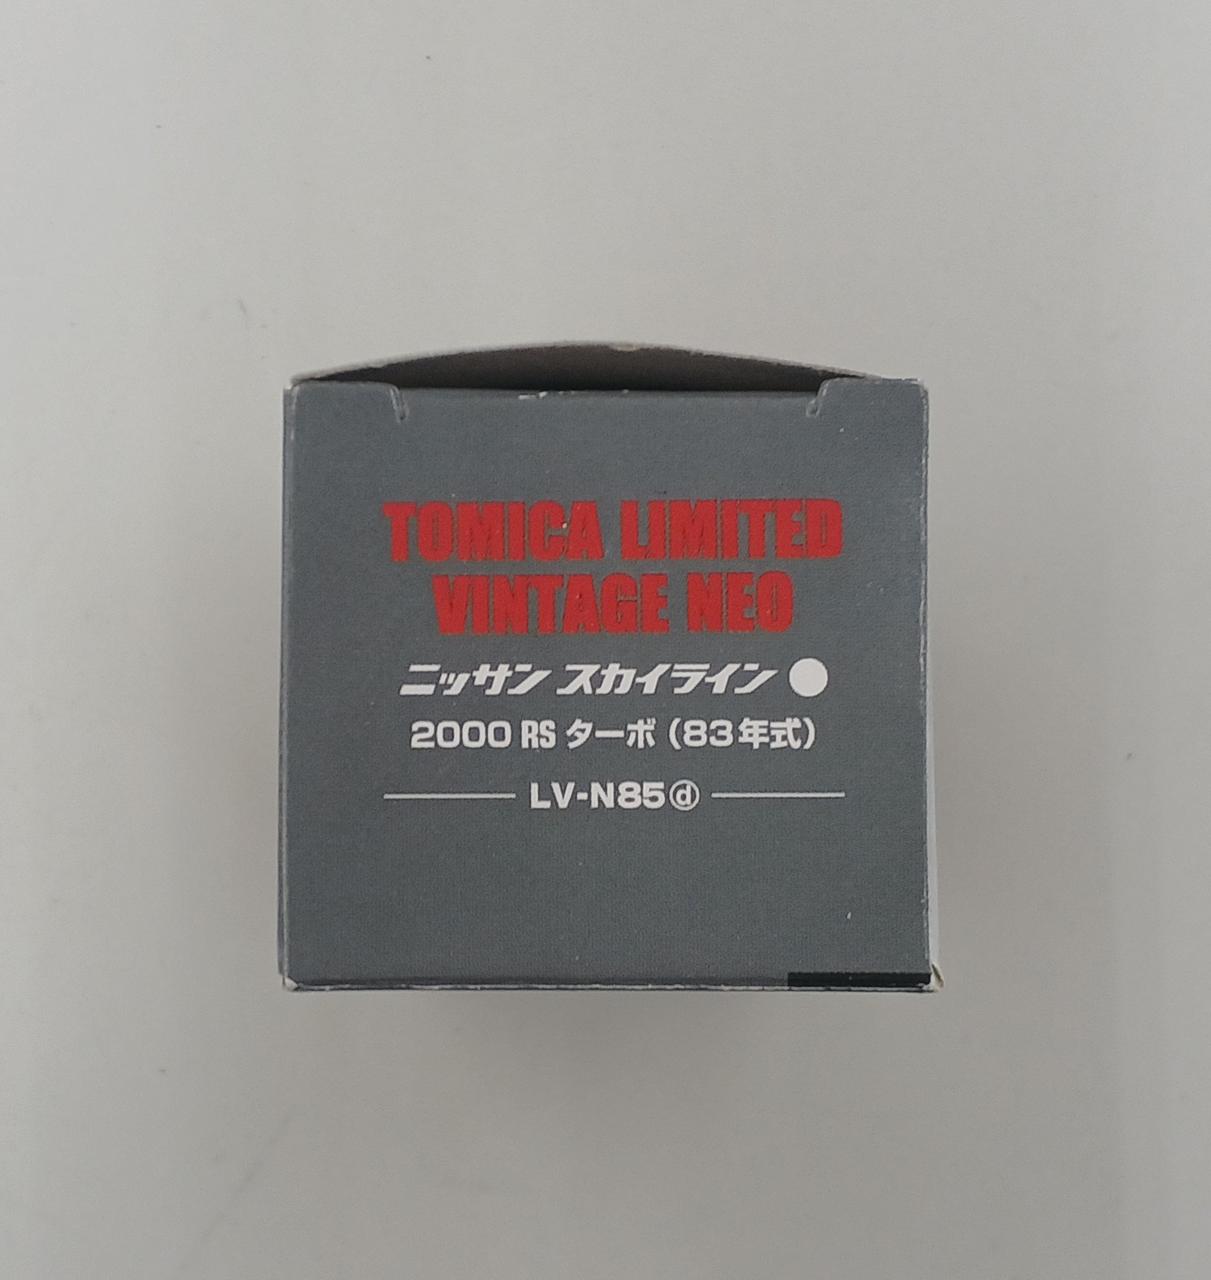 TOMICA LIMITED
VINTAGE NEO
ニッサン スカイライン
2000 RS ターボ（83年式）
LV-N85ⓓ